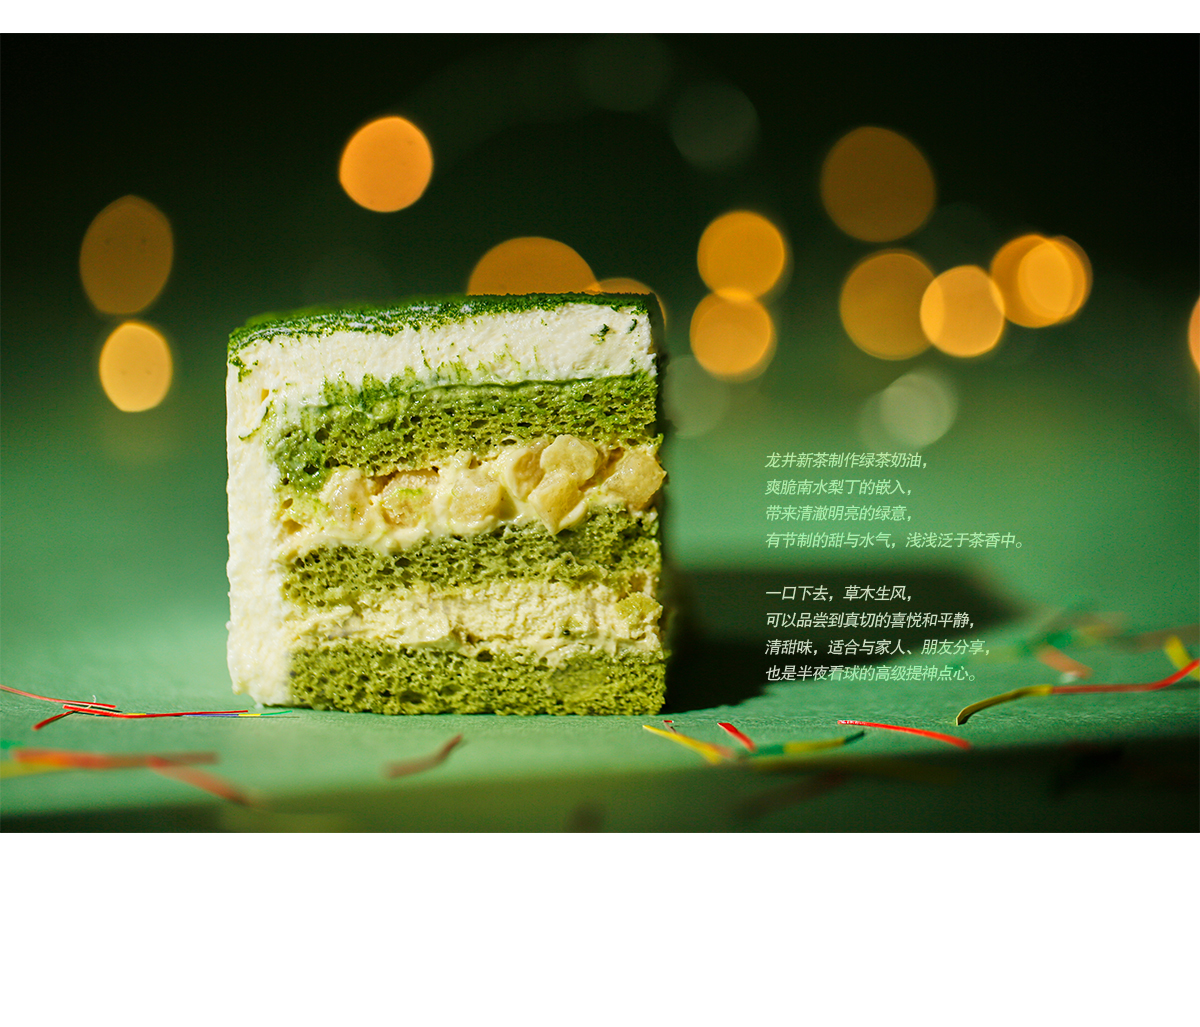 龙井新茶制作绿茶奶油，
爽脆南水梨丁的嵌入，
带来清澈明亮的绿意，
有节制的甜与水气，浅浅泛于茶香中。
一口下去，草木生风，
可以品尝到真切的喜悦和平静，
清甜味，适合与家人、朋友分享，
也是半夜看球的高级提神点心。